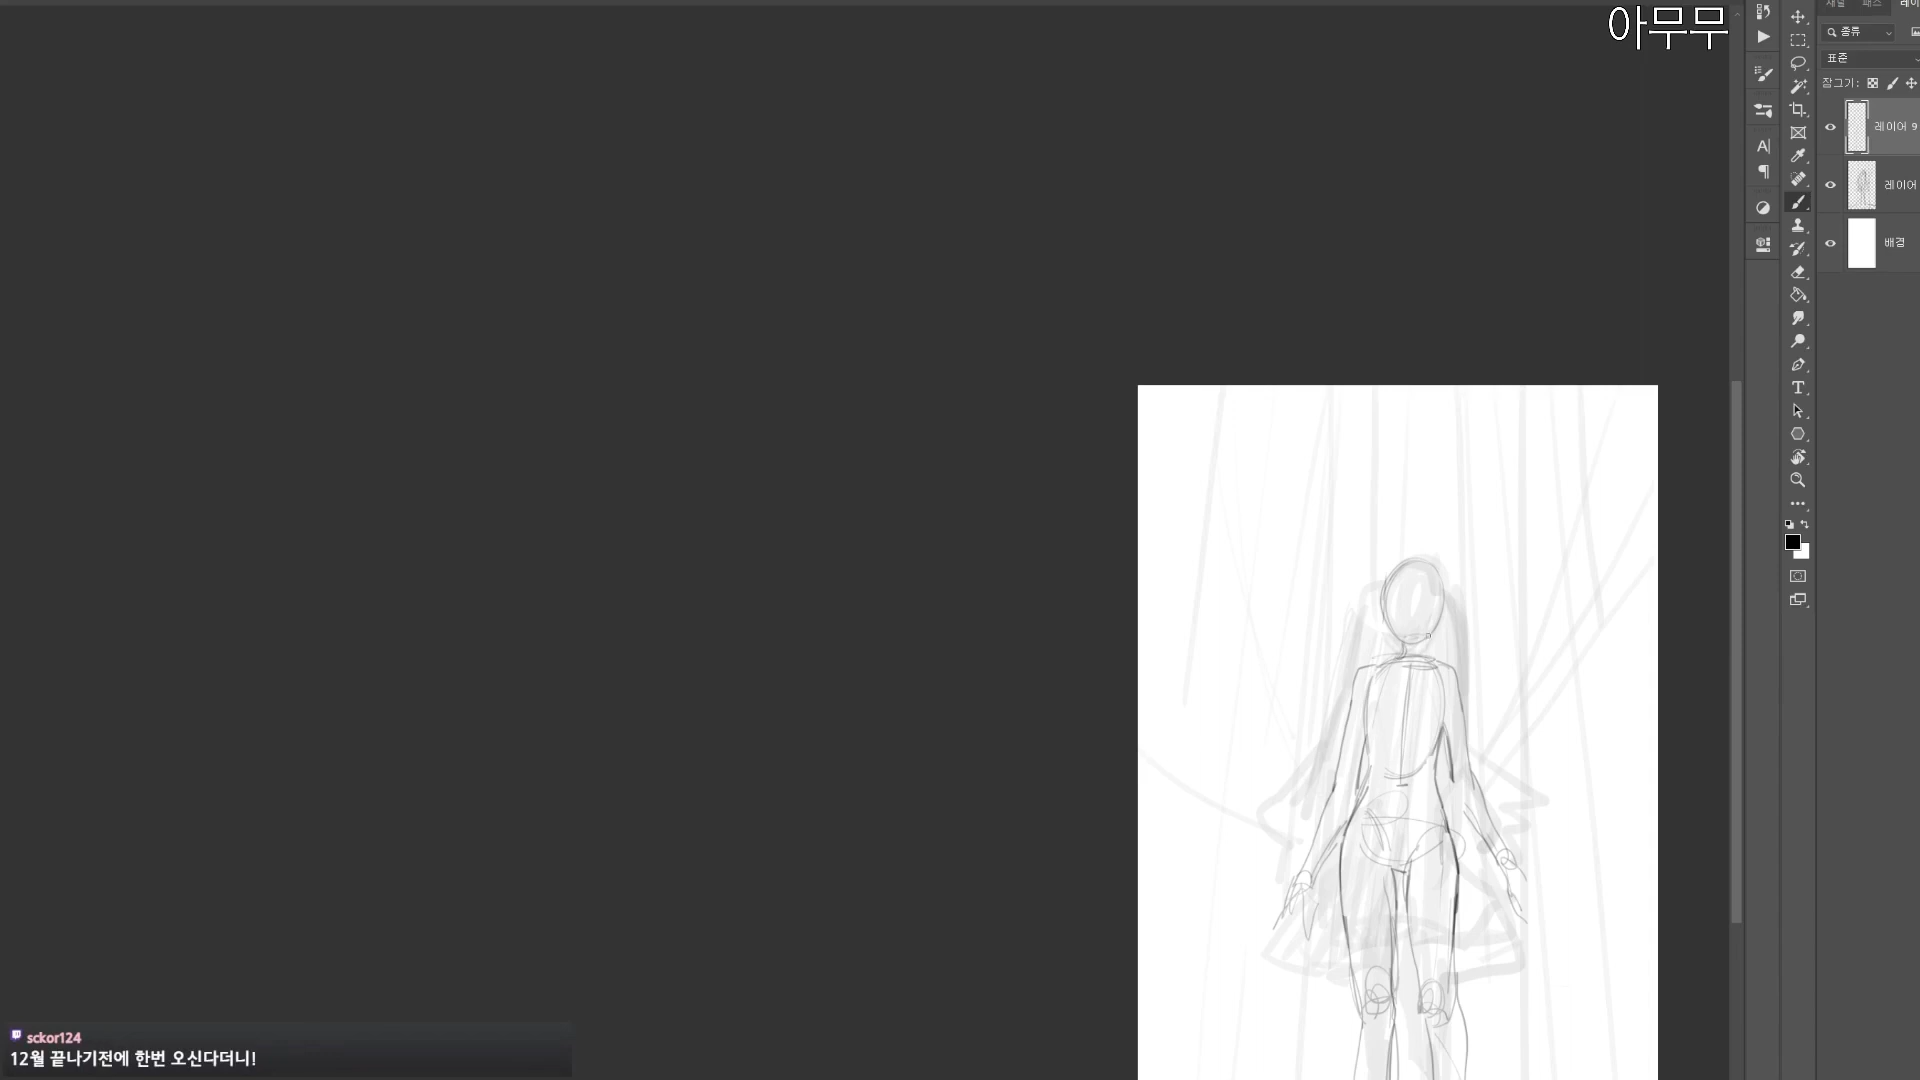 아무무
채널 패스 레이
종류
표준
잠그기:
레이어 9
레이어
배경
sckor124
12월 끝나기전에 한번 오신다더니!